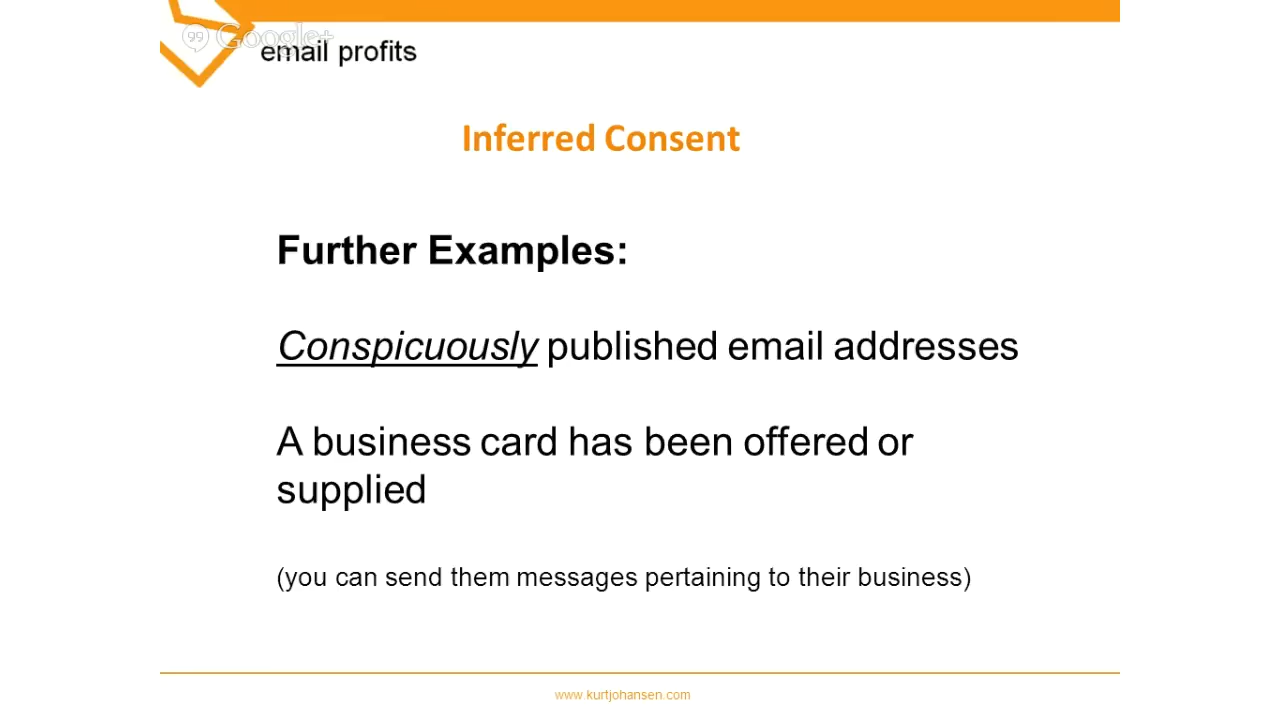 Google+
email profits
Inferred Consent
Further Examples:
Conspicuously published email addresses
A business card has been offered or
supplied
(you can send them messages pertaining to their business)
www.kurtjohansen.com